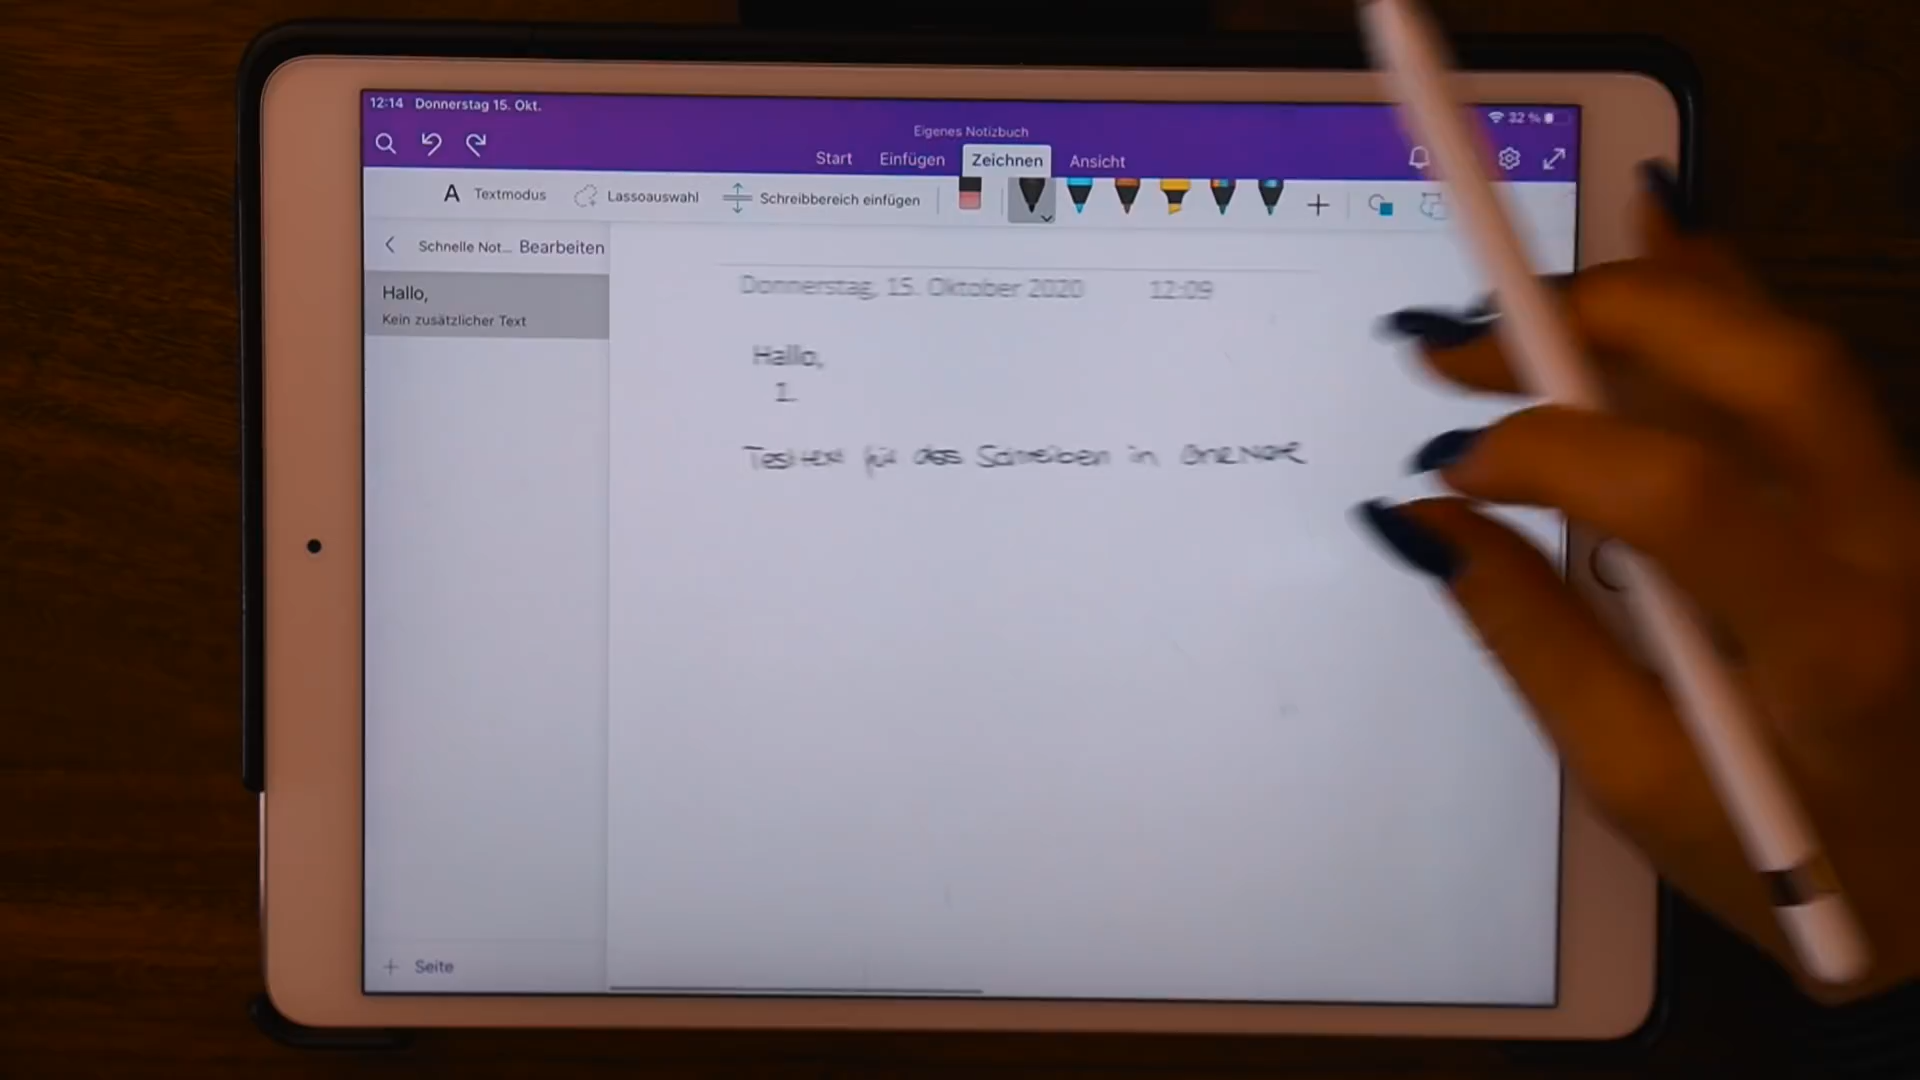 12:14 Donnerstag 15. Okt.
32 %
Eigenes Notizbuch
Start Einfügen Zeichnen Ansicht
A Textmodus Lassoauswahl Schreibbereich einfügen
Schnelle Not... Bearbeiten
Hallo,
Kein zusätzlicher Text
Donnerstag, 15. Oktober 2020 12:09
Hallo,
1.
Testtext für das Schreiben in OneNote
Seite